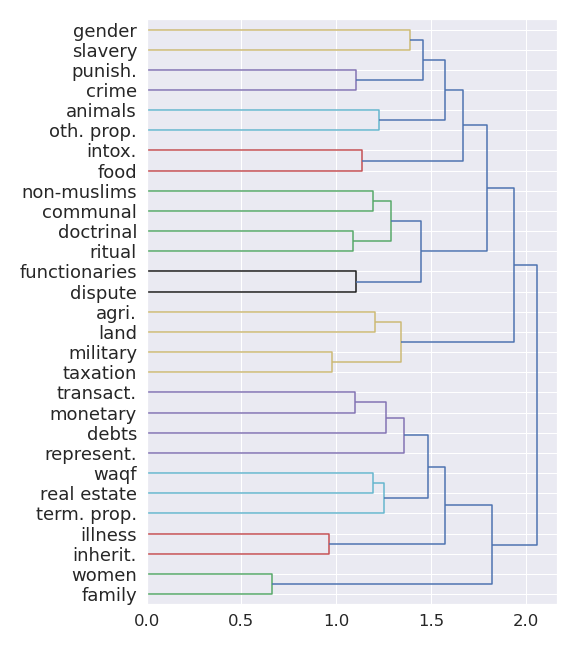 gender
slavery
punish.
crime
animals
oth. prop.
intox.
food
non-muslims
communal
doctrinal
ritual
functionaries
dispute
agri.
land
military
taxation
transact.
monetary
debts
represent.
waqf
real estate
term. prop.
illness
inherit.
women
family
0.0 0.5 1.0 1.5 2.0